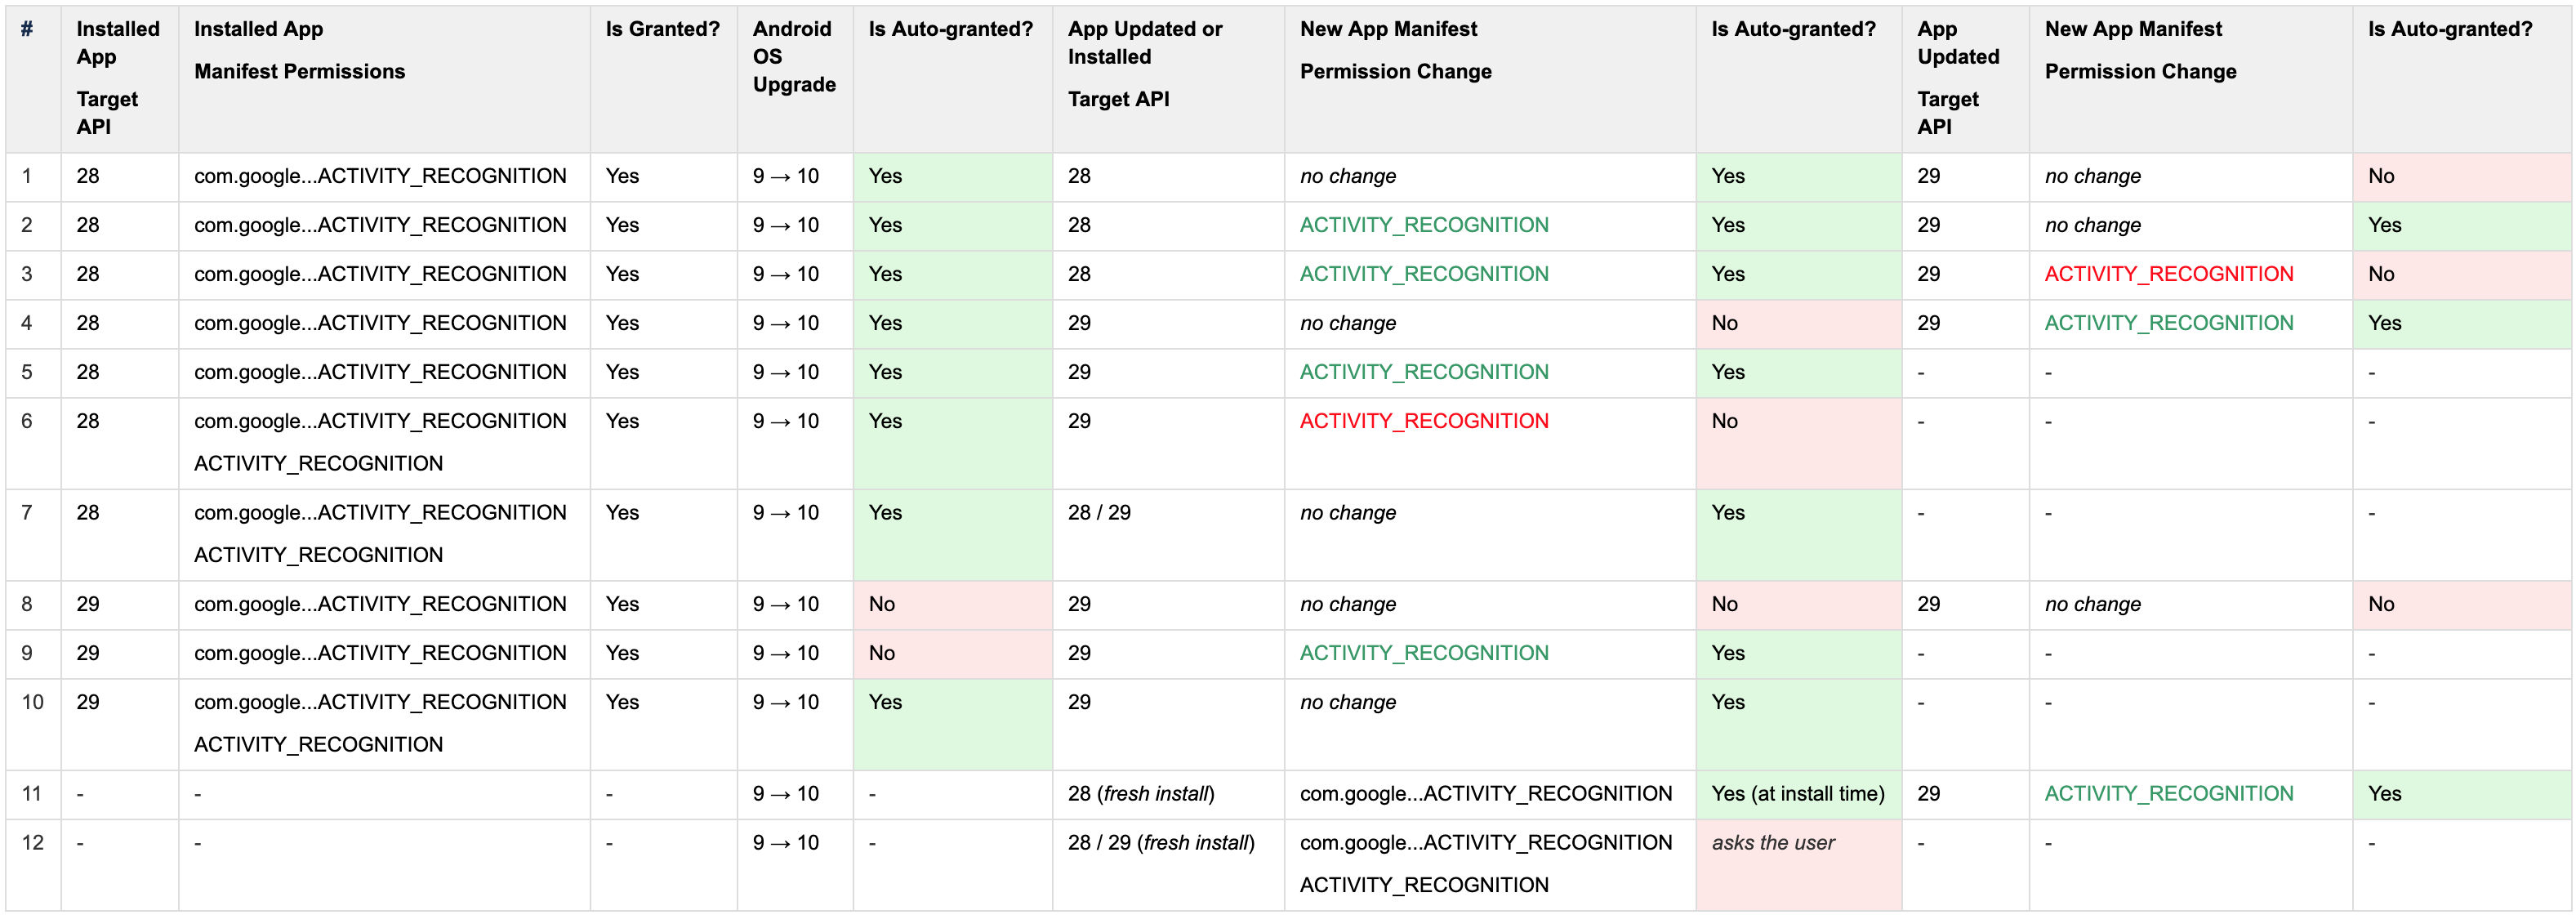 # Installed App Target API Installed App Manifest Permissions Is Granted? Android OS Upgrade Is Auto-granted? App Updated or Installed Target API New App Manifest Permission Change Is Auto-granted? App Updated Target API New App Manifest Permission Change Is Auto-granted?
1 28 com.google...ACTIVITY_RECOGNITION Yes 9 → 10 Yes 28 no change Yes 29 no change No
2 28 com.google...ACTIVITY_RECOGNITION Yes 9 → 10 Yes 28 ACTIVITY_RECOGNITION Yes 29 no change Yes
3 28 com.google...ACTIVITY_RECOGNITION Yes 9 → 10 Yes 28 ACTIVITY_RECOGNITION Yes 29 ACTIVITY_RECOGNITION No
4 28 com.google...ACTIVITY_RECOGNITION Yes 9 → 10 Yes 29 no change No 29 ACTIVITY_RECOGNITION Yes
5 28 com.google...ACTIVITY_RECOGNITION Yes 9 → 10 Yes 29 ACTIVITY_RECOGNITION Yes - - -
6 28 com.google...ACTIVITY_RECOGNITION Yes 9 → 10 Yes 29 ACTIVITY_RECOGNITION No - - -
ACTIVITY_RECOGNITION
7 28 com.google...ACTIVITY_RECOGNITION Yes 9 → 10 Yes 28 / 29 no change Yes - - -
ACTIVITY_RECOGNITION
8 29 com.google...ACTIVITY_RECOGNITION Yes 9 → 10 No 29 no change No 29 no change No
9 29 com.google...ACTIVITY_RECOGNITION Yes 9 → 10 No 29 ACTIVITY_RECOGNITION Yes - - -
10 29 com.google...ACTIVITY_RECOGNITION Yes 9 → 10 Yes 29 no change Yes - - -
ACTIVITY_RECOGNITION
11 - - - 9 → 10 - 28 (fresh install) com.google...ACTIVITY_RECOGNITION Yes (at install time) 29 ACTIVITY_RECOGNITION Yes
12 - - - 9 → 10 - 28 / 29 (fresh install) com.google...ACTIVITY_RECOGNITION asks the user - - -
ACTIVITY_RECOGNITION